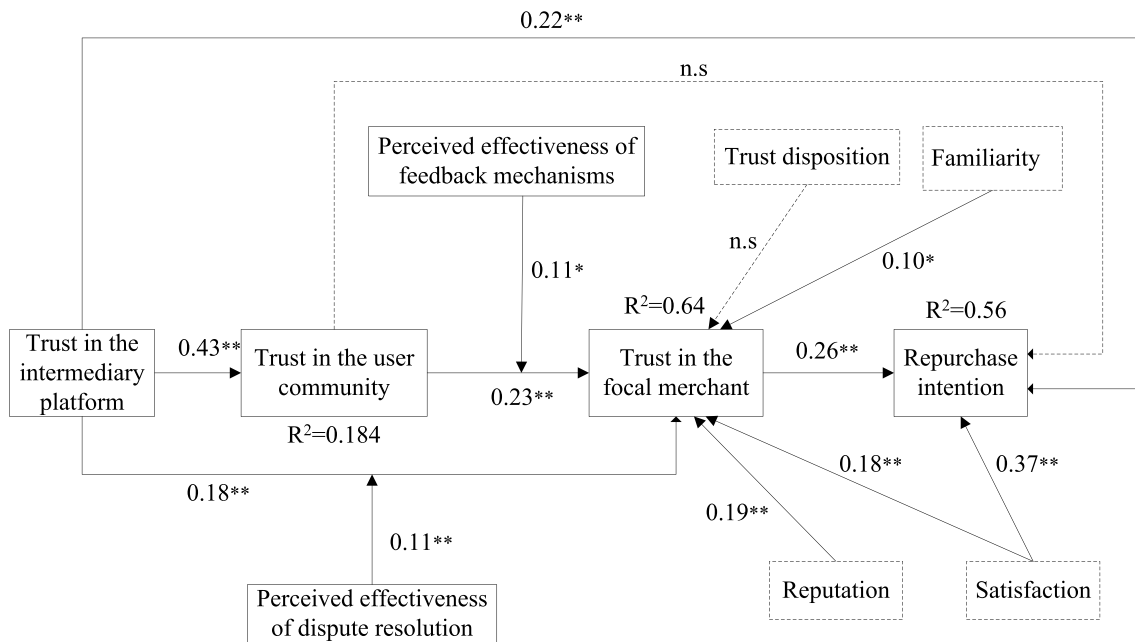 0.22**
n.s
Perceived effectiveness of
feedback mechanisms
Trust disposition
Familiarity
n.s
0.11*
0.10*
R²=0.64
R²=0.56
Trust in the
intermediary
platform
0.43**
Trust in the user
community
0.23**
Trust in the
focal merchant
0.26**
Repurchase
intention
R²=0.184
0.18**
0.18**
0.37**
0.19**
0.11**
Perceived effectiveness
of dispute resolution
Reputation
Satisfaction